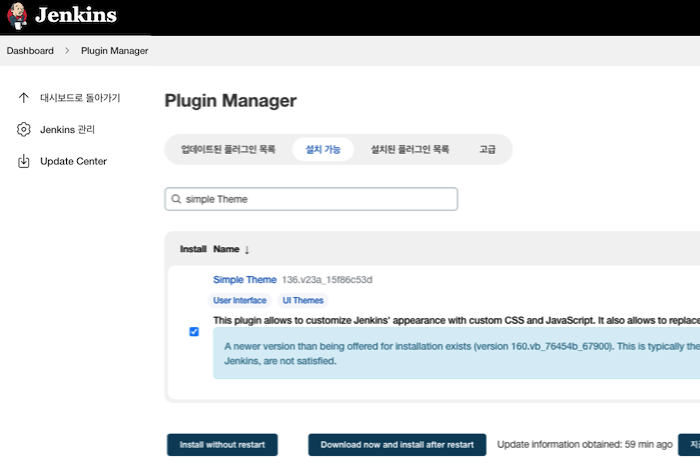 Jenkins
Dashboard > Plugin Manager
대시보드로 돌아가기
Jenkins 관리
Update Center
Plugin Manager
업데이트된 플러그인 목록 설치 가능 설치된 플러그인 목록 고급
simple Theme
Install Name ↓
Simple Theme 136.v23a_15f86c53d
User Interface UI Themes
This plugin allows to customize Jenkins' appearance with custom CSS and JavaScript. It also allows to replace
A newer version than being offered for installation exists (version 160.vb_76454b_67900). This is typically the
Jenkins, are not satisfied.
Install without restart Download now and install after restart Update information obtained: 59 min ago 지금